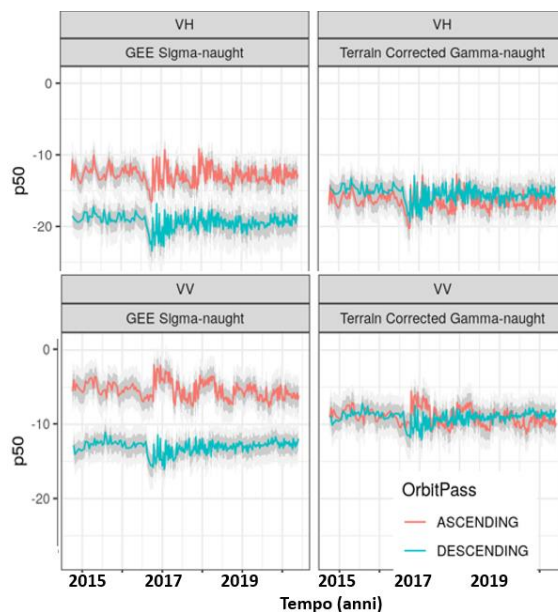 VH VH
GEE Sigma-naught Terrain Corrected Gamma-naught
0
-10
p50
-20
VV VV
GEE Sigma-naught Terrain Corrected Gamma-naught
0
-10
p50
-20
OrbitPass
ASCENDING
DESCENDING
2015 2017 2019 2015 2017 2019
Tempo (anni)